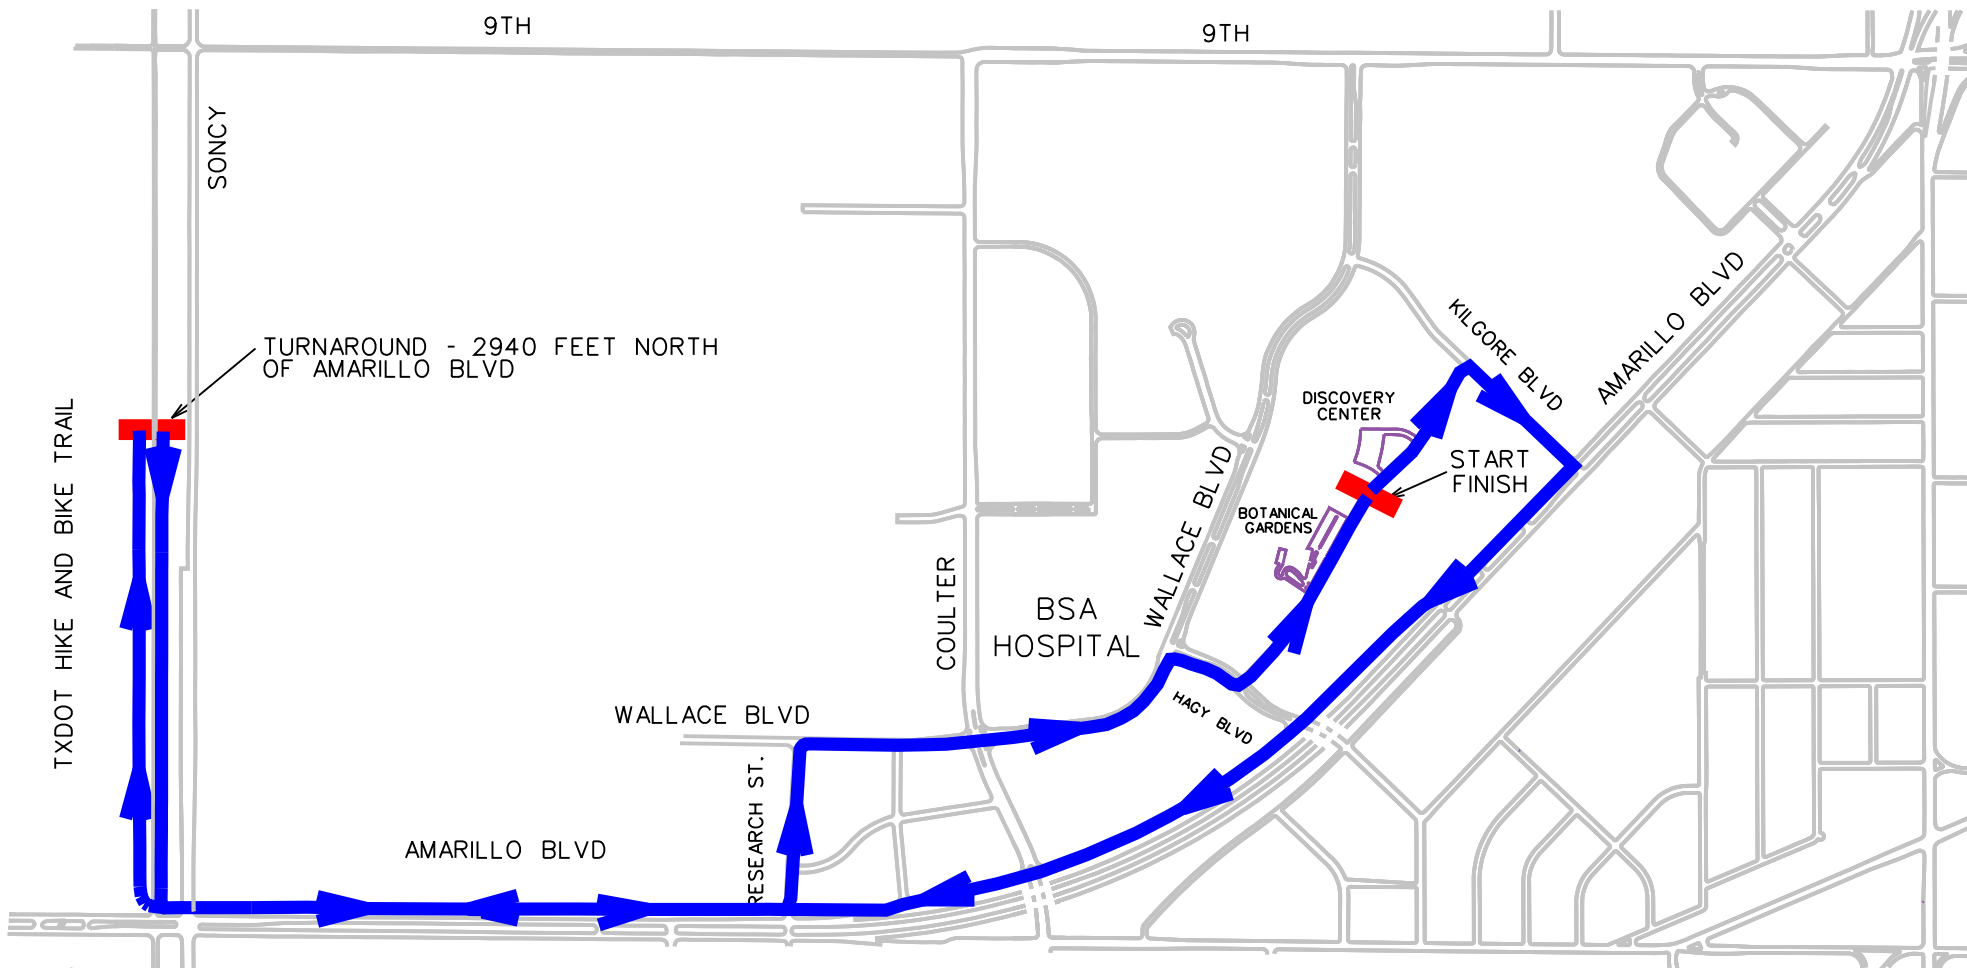 9TH
9TH
SONCY
TURNAROUND - 2940 FEET NORTH
OF AMARILLO BLVD
TXDOT HIKE AND BIKE TRAIL
KILGORE BLVD
AMARILLO BLVD
DISCOVERY
CENTER
START
FINISH
BOTANICAL
GARDENS
WALLACE BLVD
COULTER
BSA
HOSPITAL
HAGY BLVD
WALLACE BLVD
RESEARCH ST.
AMARILLO BLVD